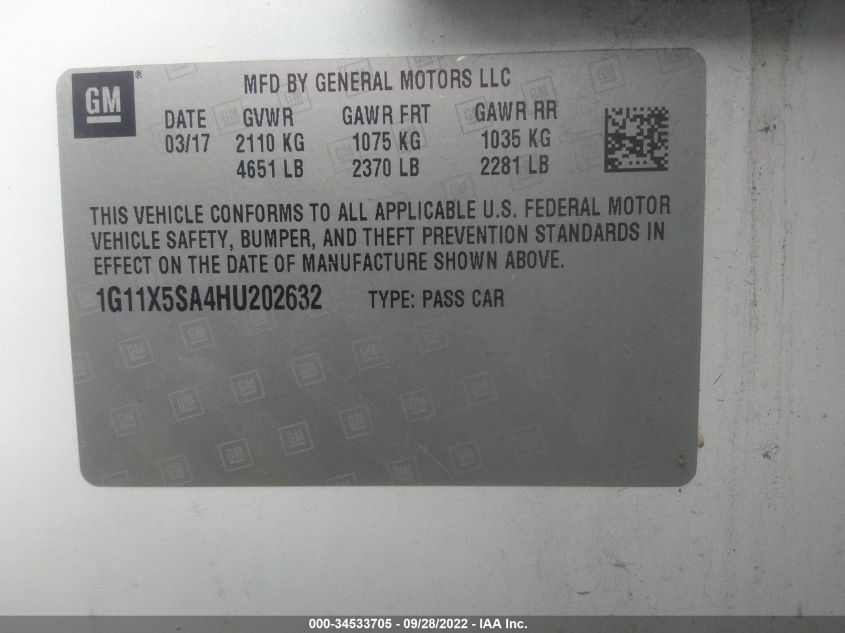 GM ® MFD BY GENERAL MOTORS LLC
DATE GVWR GAWR FRT GAWR RR
03/17 2110 KG 1075 KG 1035 KG
4651 LB 2370 LB 2281 LB
THIS VEHICLE CONFORMS TO ALL APPLICABLE U.S. FEDERAL MOTOR
VEHICLE SAFETY, BUMPER, AND THEFT PREVENTION STANDARDS IN
EFFECT ON THE DATE OF MANUFACTURE SHOWN ABOVE.
1G11X5SA4HU202632 TYPE: PASS CAR
000-34533705 - 09/28/2022 - IAA Inc.